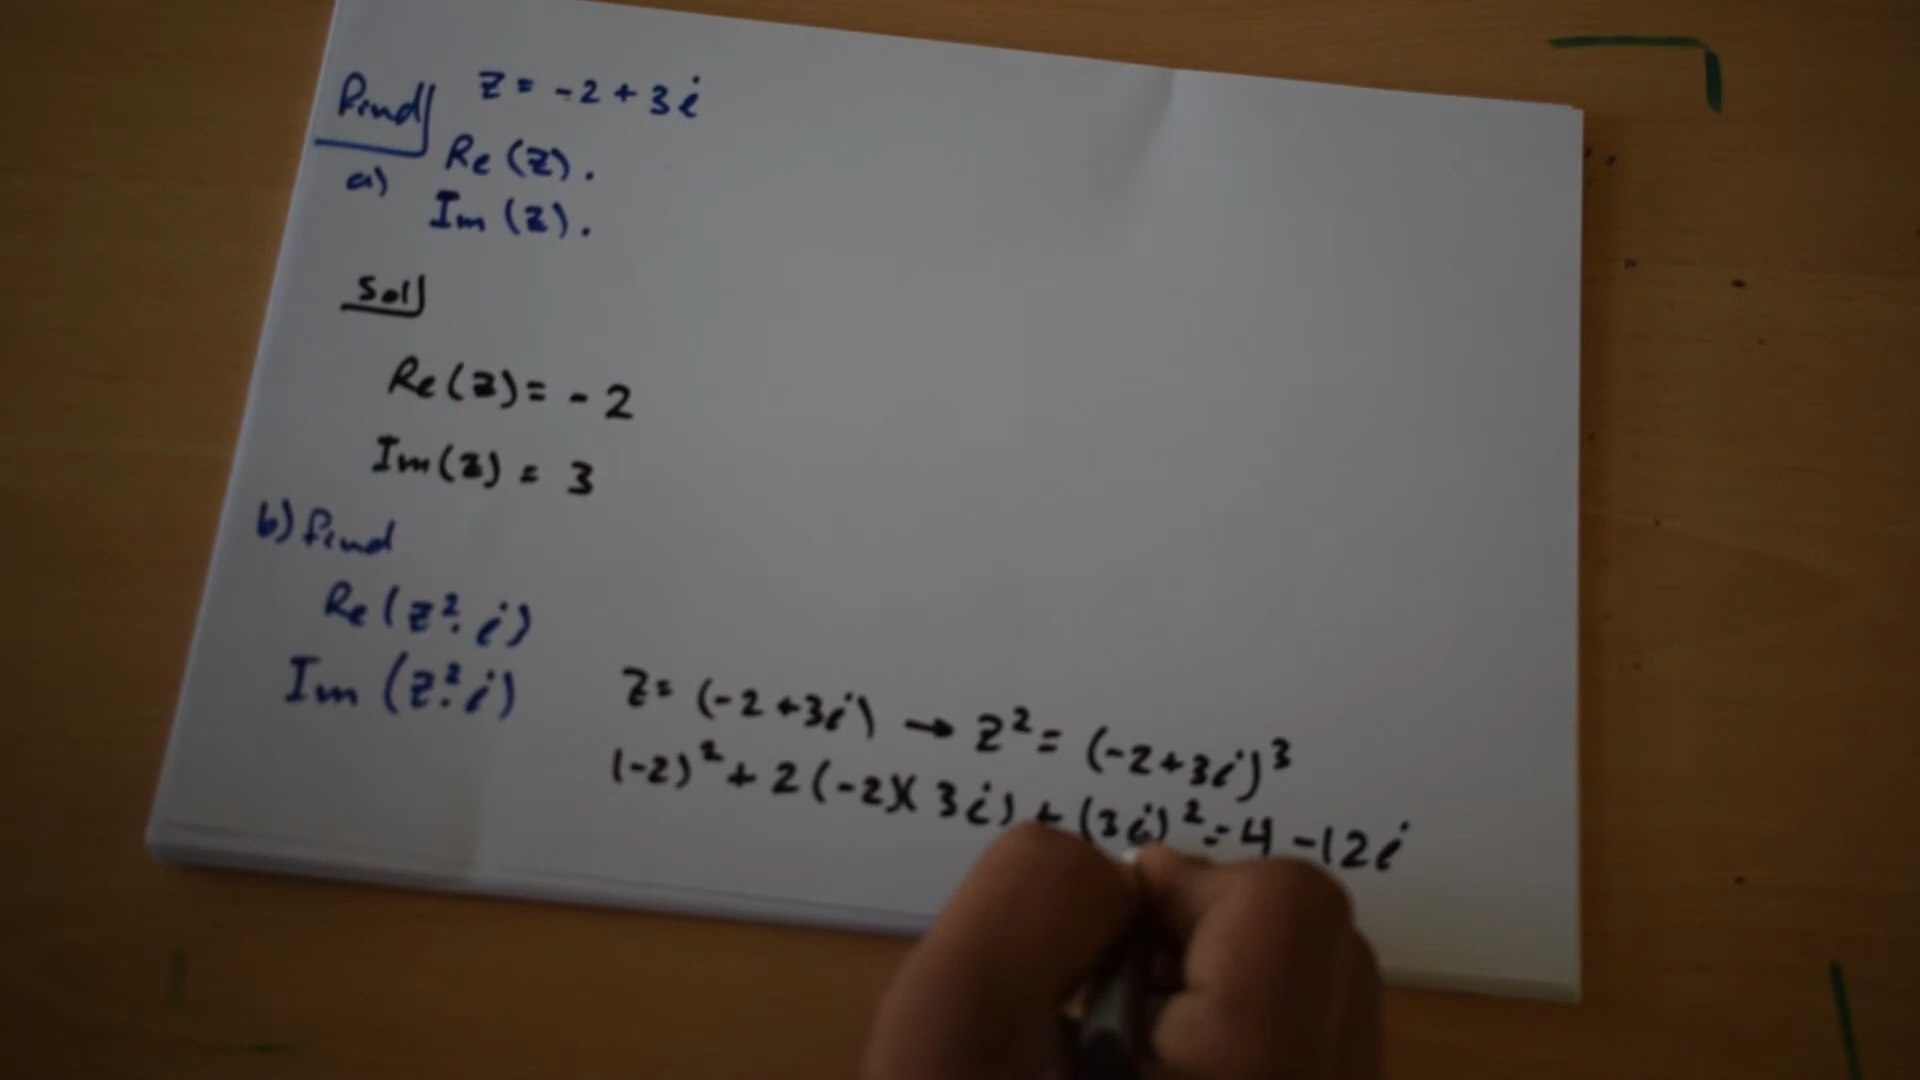 Find z = -2 + 3i
a) Re(z).
Im(z).
Sol
Re(z) = -2
Im(z) = 3
b) find
Re(z²·i)
Im(z²·i)
z = (-2+3i) → z² = (-2+3i)³
(-2)² + 2(-2)(3i) + (3i)² = 4 - 12i